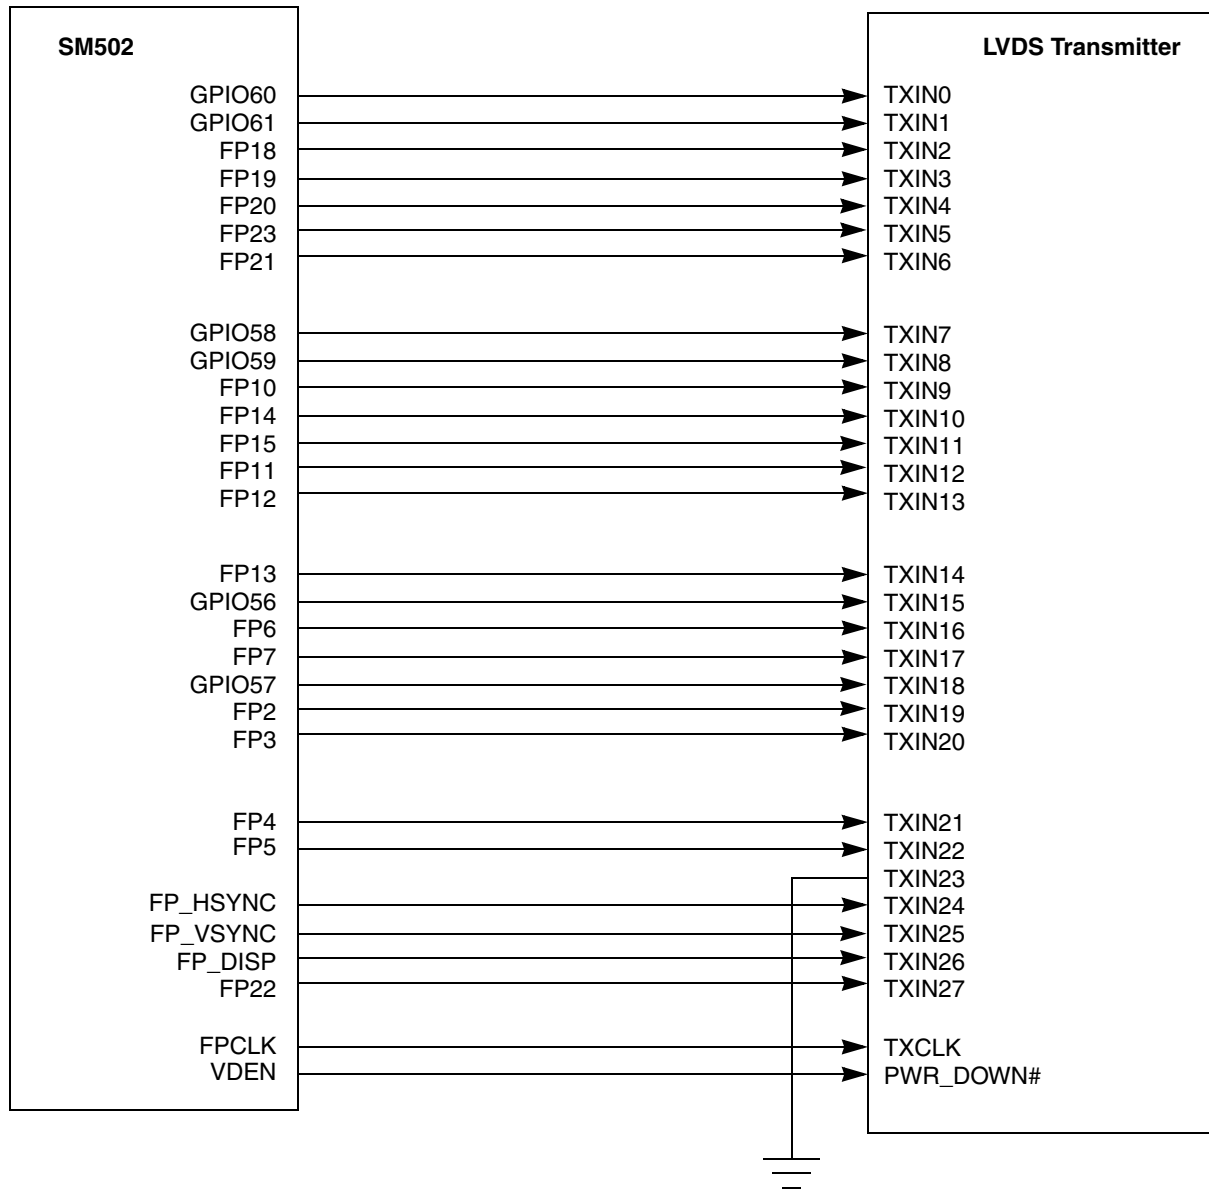 SM502
LVDS Transmitter
GPIO60 TXIN0
GPIO61 TXIN1
FP18 TXIN2
FP19 TXIN3
FP20 TXIN4
FP23 TXIN5
FP21 TXIN6
GPIO58 TXIN7
GPIO59 TXIN8
FP10 TXIN9
FP14 TXIN10
FP15 TXIN11
FP11 TXIN12
FP12 TXIN13
FP13 TXIN14
GPIO56 TXIN15
FP6 TXIN16
FP7 TXIN17
GPIO57 TXIN18
FP2 TXIN19
FP3 TXIN20
FP4 TXIN21
FP5 TXIN22
TXIN23
FP_HSYNC TXIN24
FP_VSYNC TXIN25
FP_DISP TXIN26
FP22 TXIN27
FPCLK TXCLK
VDEN PWR_DOWN#